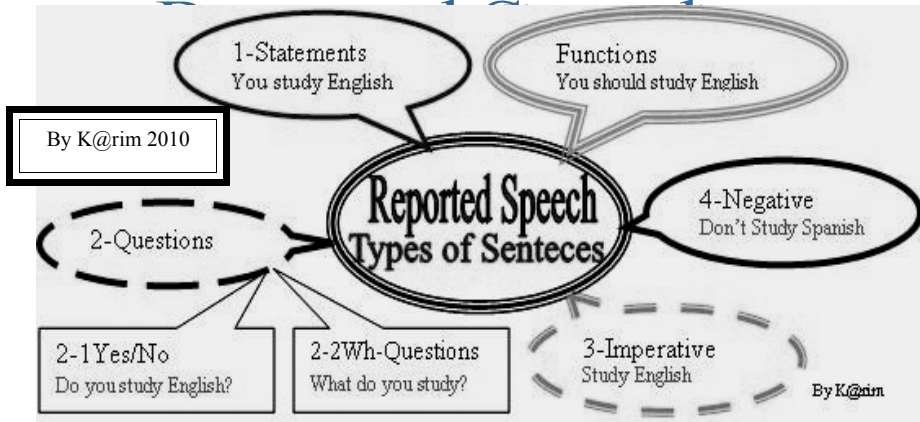 1-Statements
You study English
Functions
You should study English
By K@rim 2010
Reported Speech
Types of Senteces
4-Negative
Don't Study Spanish
2-Questions
2-1Yes/No
Do you study English?
2-2Wh-Questions
What do you study?
3-Imperative
Study English
By K@rim